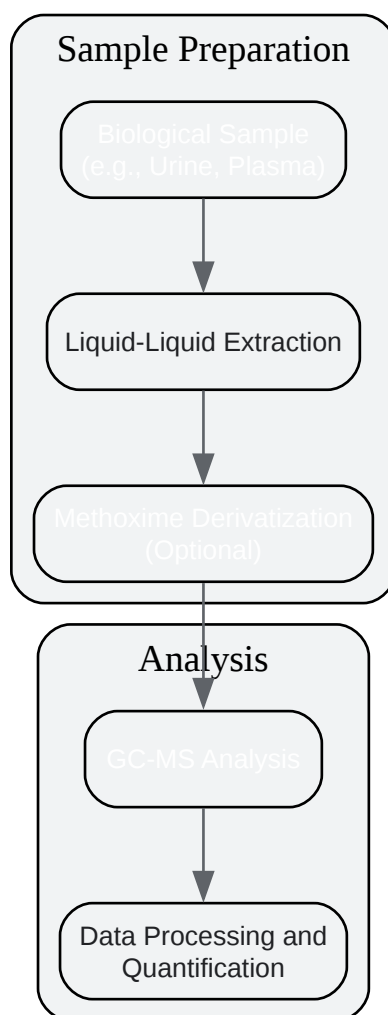 Sample Preparation
Biological Sample
(e.g., Urine, Plasma)
Liquid-Liquid Extraction
Methoxime Derivatization
(Optional)
Analysis
GC-MS Analysis
Data Processing and
Quantification